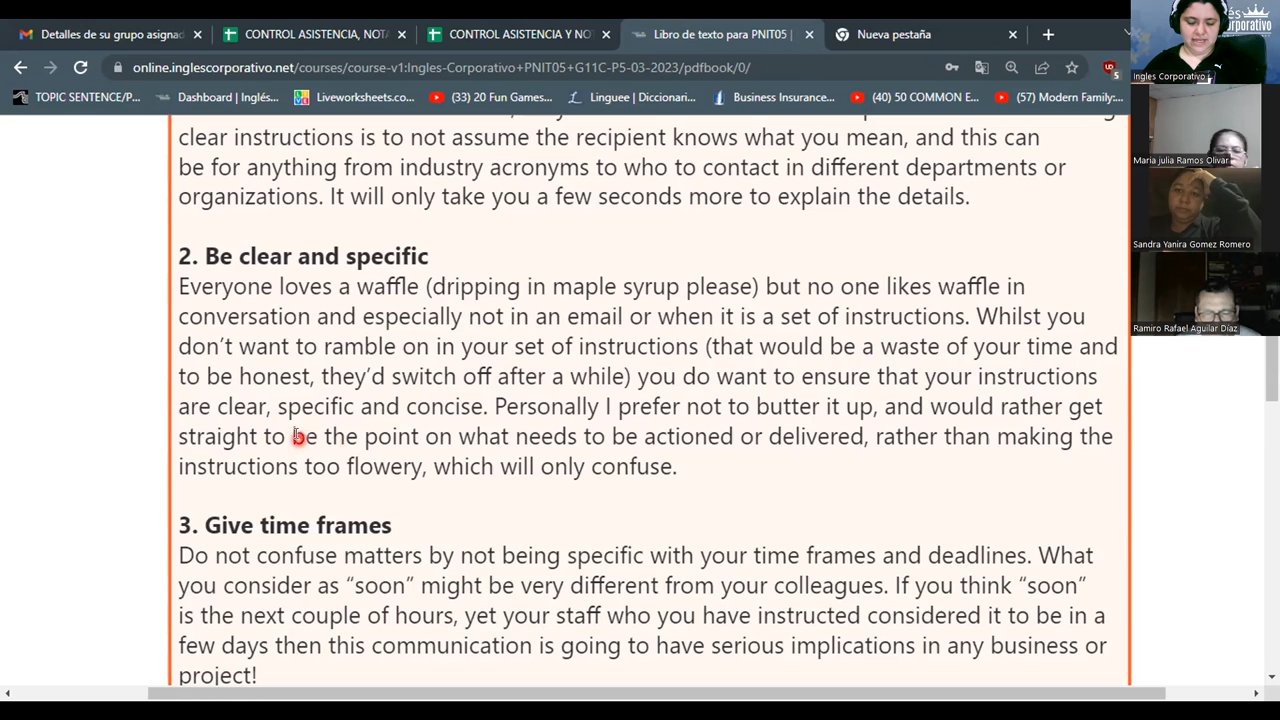 Detalles de su grupo asignad
CONTROL ASISTENCIA, NOTA
CONTROL ASISTENCIA Y NO
Libro de texto para PNIT05 |
Nueva pestaña
online.inglescorporativo.net/courses/course-v1:Ingles-Corporativo+PNIT05+G11C-P5-03-2023/pdfbook/0/
TOPIC SENTENCE/P...
Dashboard | Inglés...
Liveworksheets.co...
(33) 20 Fun Games...
Linguee | Diccionari...
Business Insurance...
(40) 50 COMMON E...
(57) Modern Family:...
clear instructions is to not assume the recipient knows what you mean, and this can
be for anything from industry acronyms to who to contact in different departments or
organizations. It will only take you a few seconds more to explain the details.
2. Be clear and specific
Everyone loves a waffle (dripping in maple syrup please) but no one likes waffle in
conversation and especially not in an email or when it is a set of instructions. Whilst you
don't want to ramble on in your set of instructions (that would be a waste of your time and
to be honest, they'd switch off after a while) you do want to ensure that your instructions
are clear, specific and concise. Personally I prefer not to butter it up, and would rather get
straight to be the point on what needs to be actioned or delivered, rather than making the
instructions too flowery, which will only confuse.
3. Give time frames
Do not confuse matters by not being specific with your time frames and deadlines. What
you consider as “soon” might be very different from your colleagues. If you think “soon”
is the next couple of hours, yet your staff who you have instructed considered it to be in a
few days then this communication is going to have serious implications in any business or
project!
Ingles Corporativo
Maria julia Ramos Olivar
Sandra Yanira Gomez Romero
Ramiro Rafael Aguilar Díaz